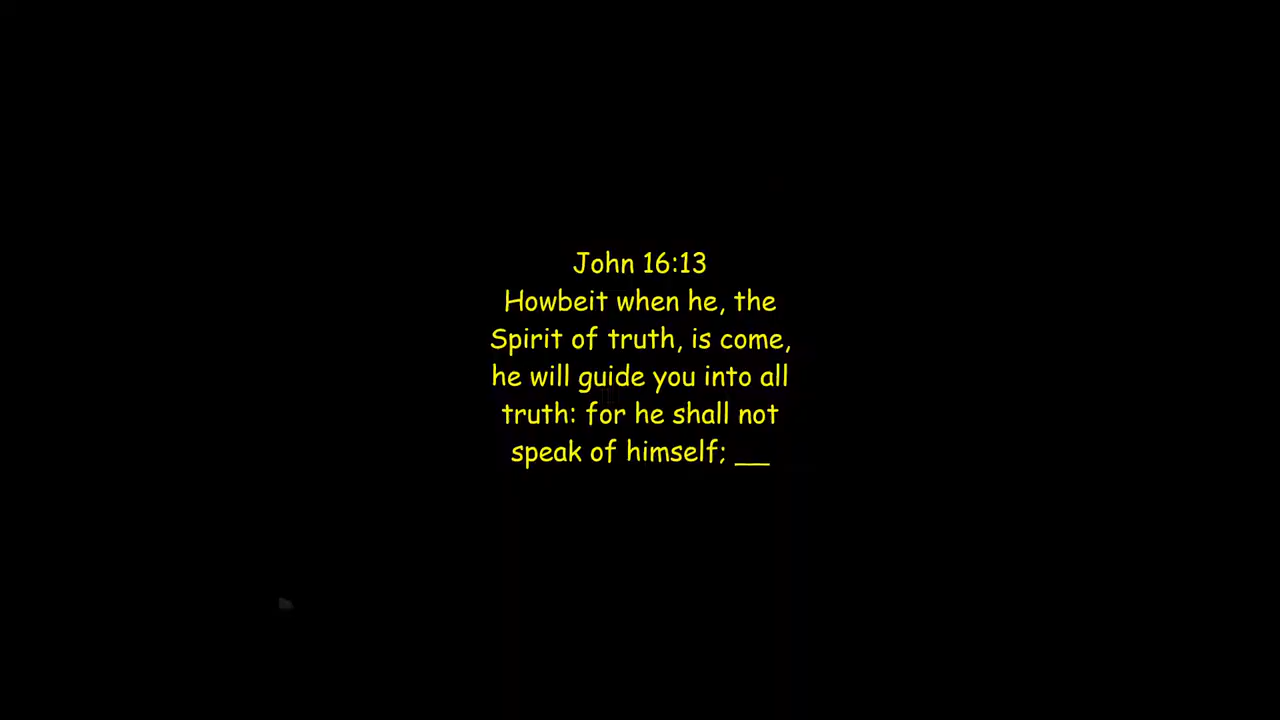 John 16:13
Howbeit when he, the
Spirit of truth, is come,
he will guide you into all
truth: for he shall not
speak of himself; __